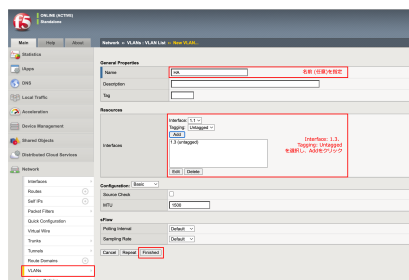 f5
ONLINE (ACTIVE)
Standalone
Main Help About
Network » VLANs : VLAN List » New VLAN...
Statistics
iApps
DNS
Local Traffic
Acceleration
Device Management
Shared Objects
Distributed Cloud Services
Network
Interfaces
Routes
Self IPs
Packet Filters
Quick Configuration
Virtual Wire
Trunks
Tunnels
Route Domains
VLANs
General Properties
Name HA 名前 (任意)を指定
Description
Tag
Resources
Interfaces
Interface: 1.1
Tagging: Untagged
Add
1.3 (untagged)
Edit Delete
Interface: 1.3、
Tagging: Untagged
を選択し、Addをクリック
Configuration: Basic
Source Check
MTU 1500
sFlow
Polling Interval Default
Sampling Rate Default
Cancel Repeat Finished